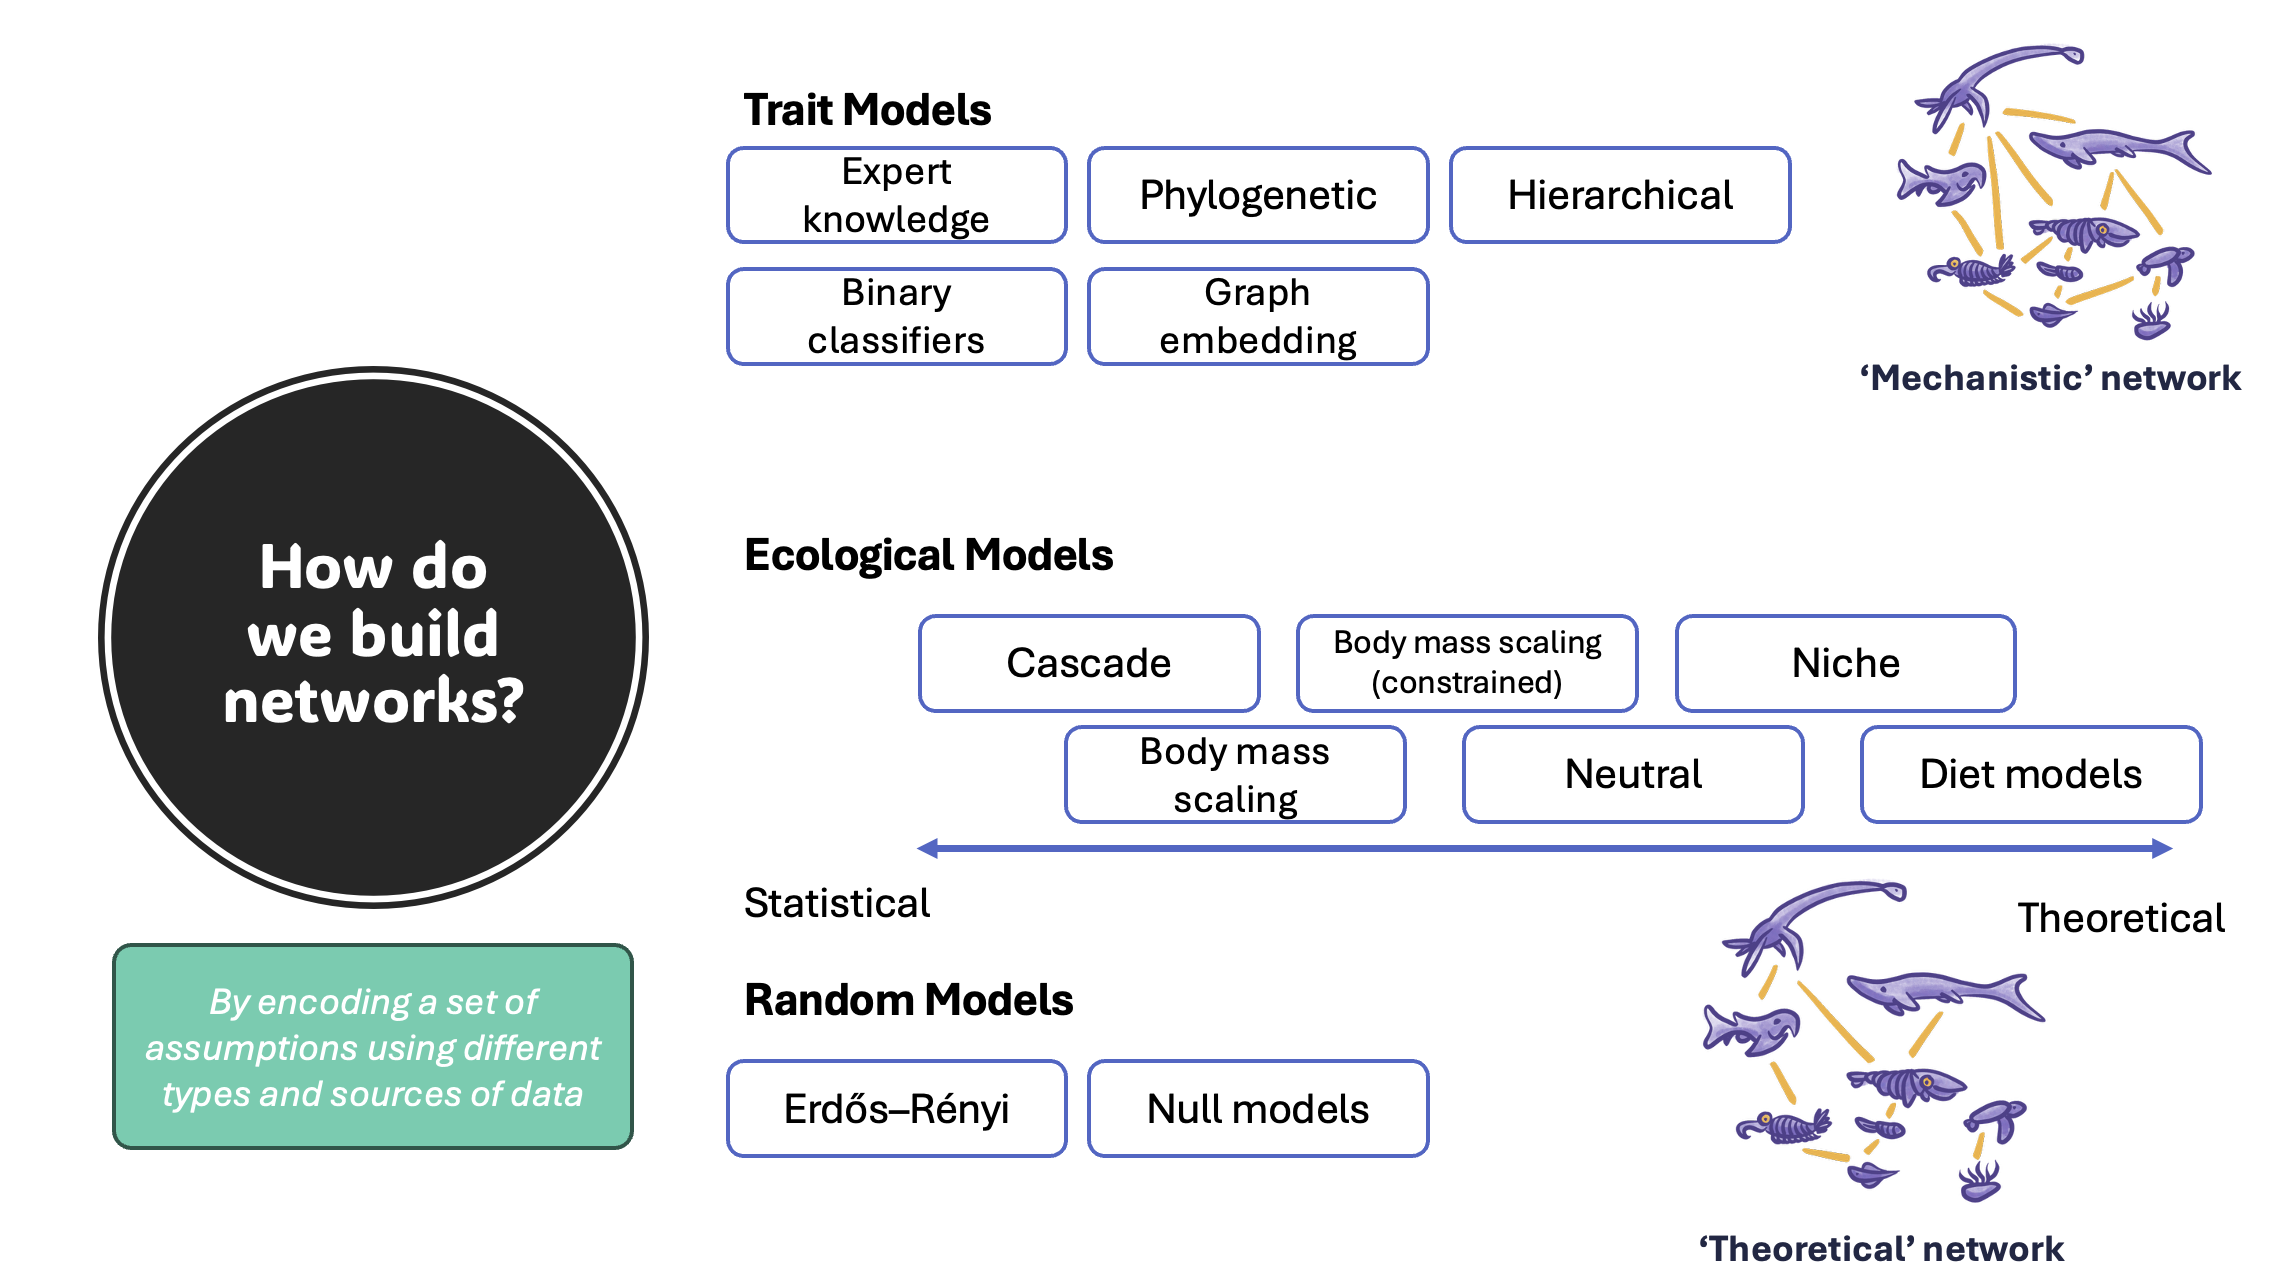 How do
we build
networks?
By encoding a set of
assumptions using different
types and sources of data
Trait Models
Expert
knowledge
Phylogenetic
Hierarchical
Binary
classifiers
Graph
embedding
‘Mechanistic’ network
Ecological Models
Cascade
Body mass scaling
(constrained)
Niche
Body mass
scaling
Neutral
Diet models
Statistical
Theoretical
Random Models
Erdős–Rényi
Null models
‘Theoretical’ network